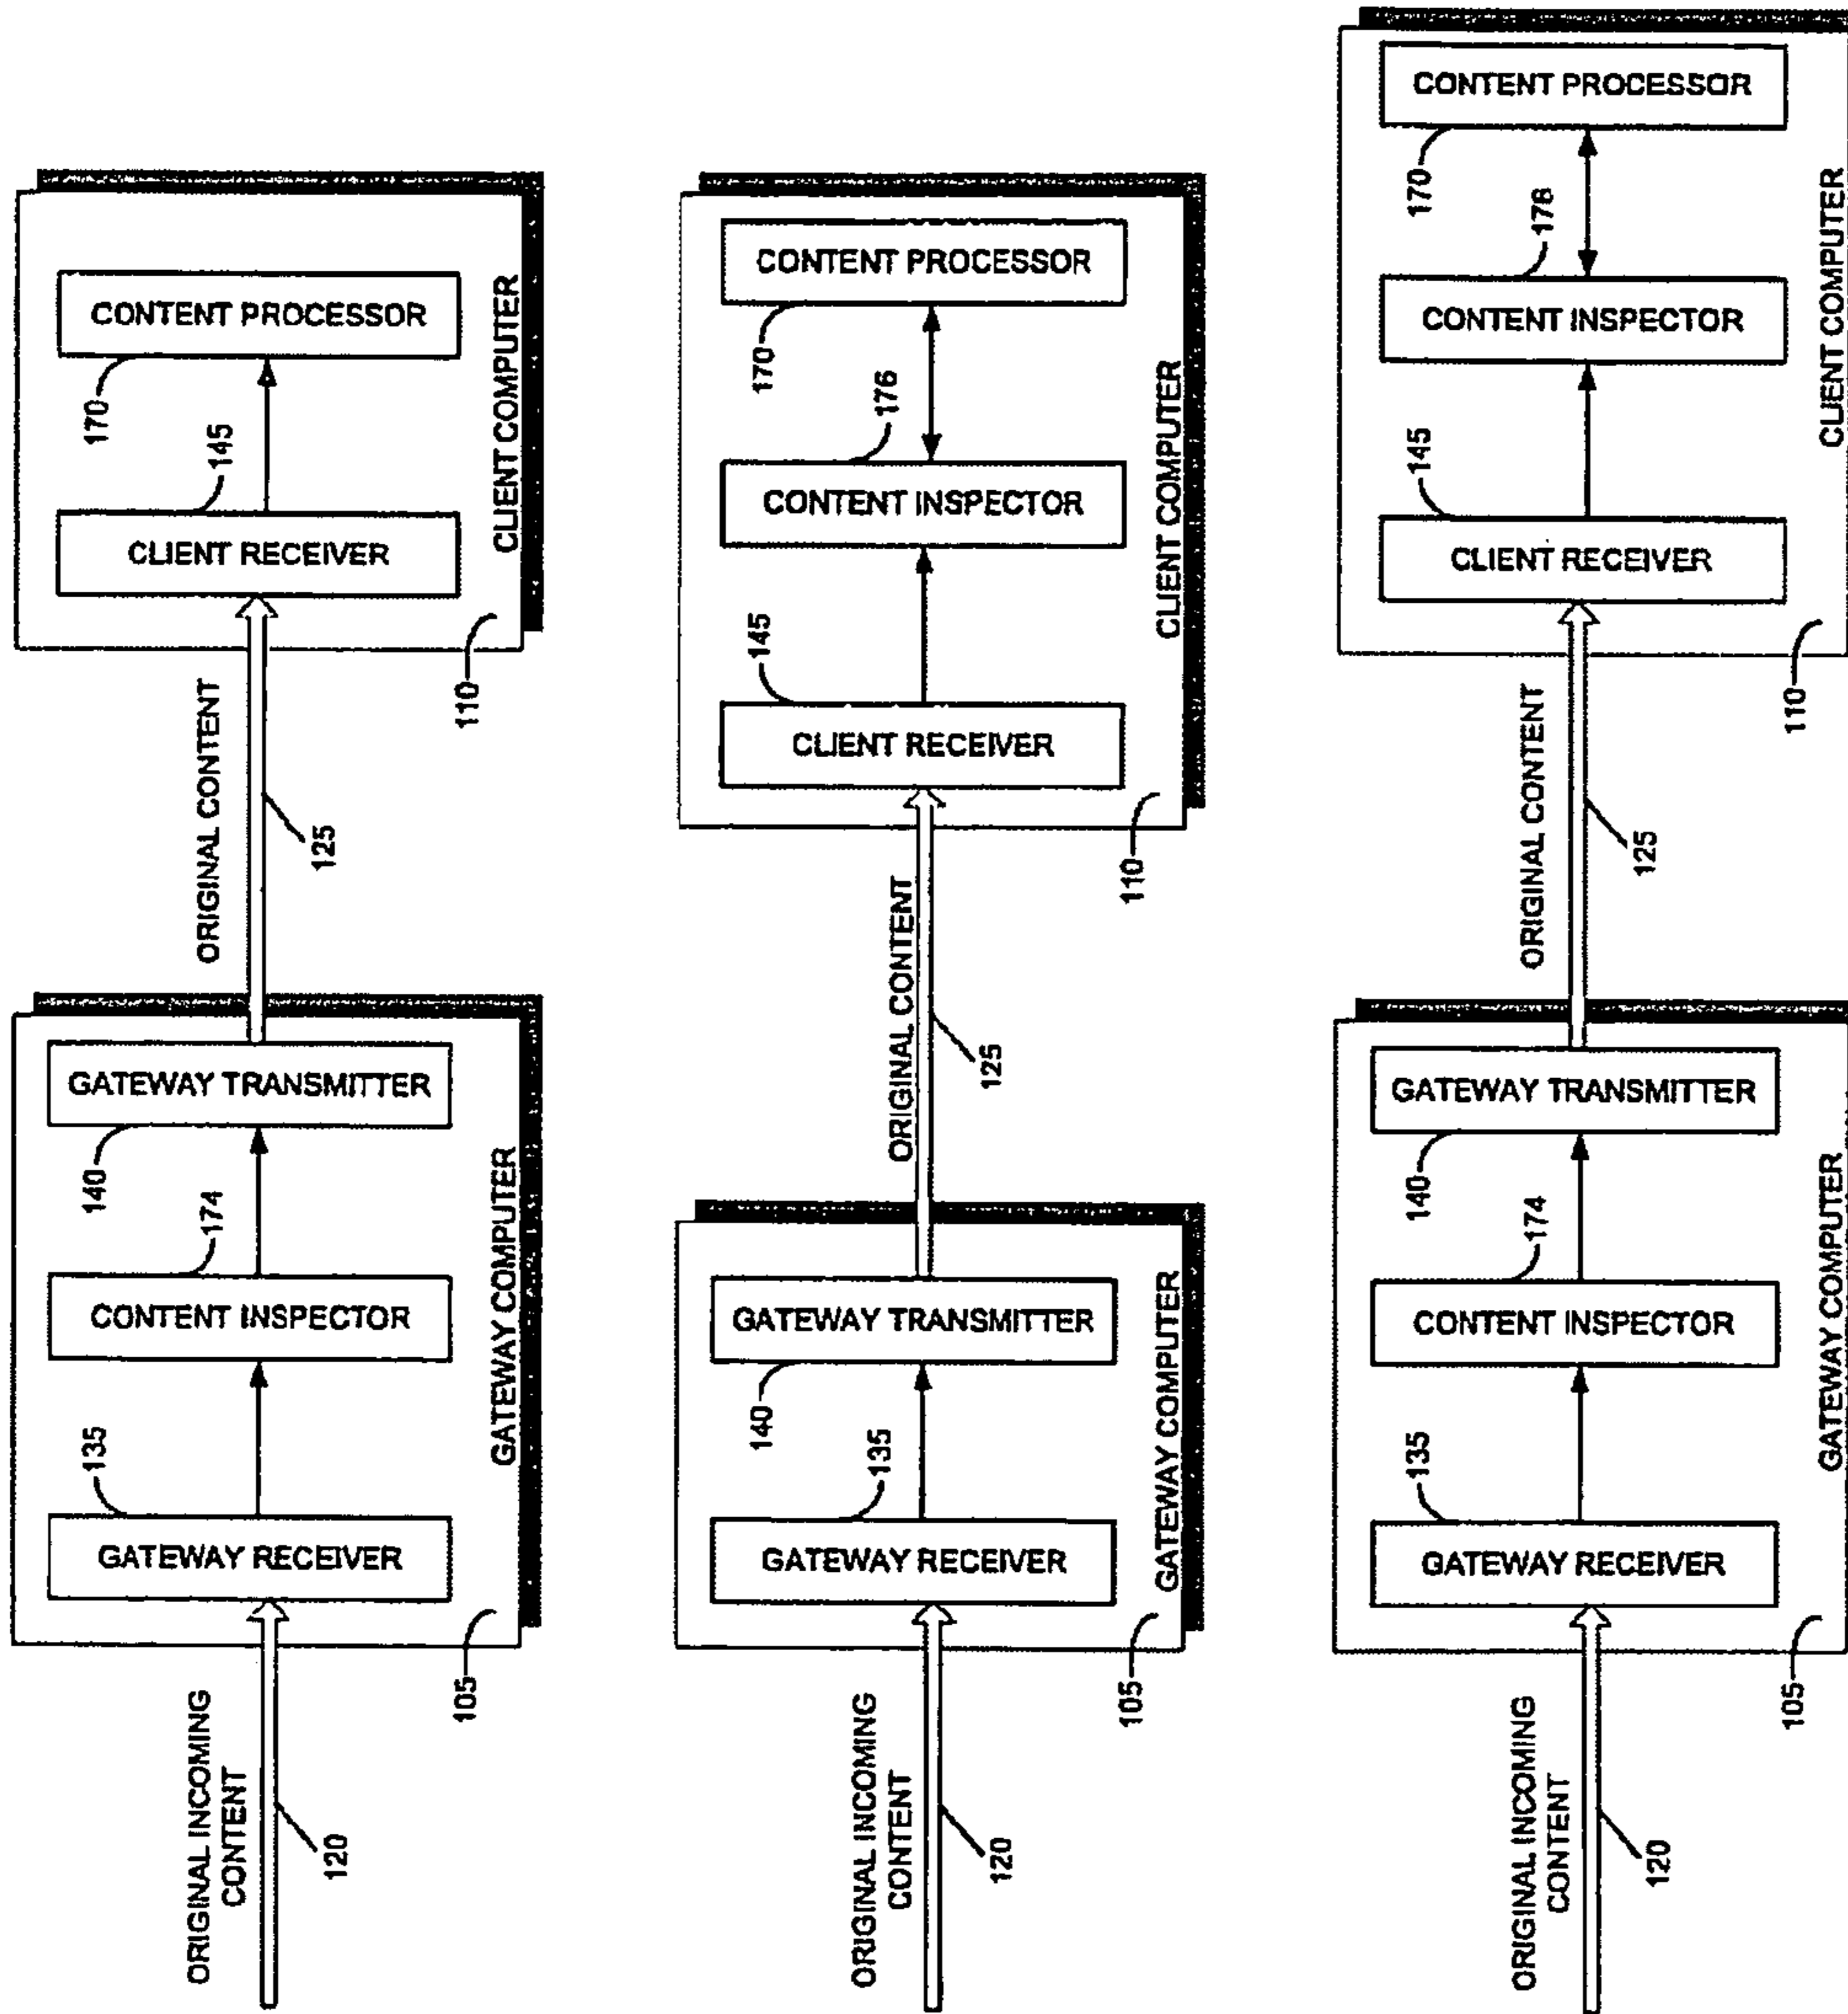 ORIGINAL INCOMING
CONTENT
120
105
GATEWAY RECEIVER
135
CONTENT INSPECTOR
174
GATEWAY TRANSMITTER
140
GATEWAY COMPUTER
ORIGINAL CONTENT
125
110
CLIENT RECEIVER
145
CONTENT PROCESSOR
170
CLIENT COMPUTER
ORIGINAL INCOMING
CONTENT
120
105
GATEWAY RECEIVER
135
GATEWAY TRANSMITTER
140
GATEWAY COMPUTER
ORIGINAL CONTENT
125
110
CLIENT RECEIVER
145
CONTENT INSPECTOR
176
CONTENT PROCESSOR
170
CLIENT COMPUTER
ORIGINAL INCOMING
CONTENT
120
105
GATEWAY RECEIVER
135
CONTENT INSPECTOR
174
GATEWAY TRANSMITTER
140
GATEWAY COMPUTER
ORIGINAL CONTENT
125
110
CLIENT RECEIVER
145
CONTENT INSPECTOR
176
CONTENT PROCESSOR
170
CLIENT COMPUTER